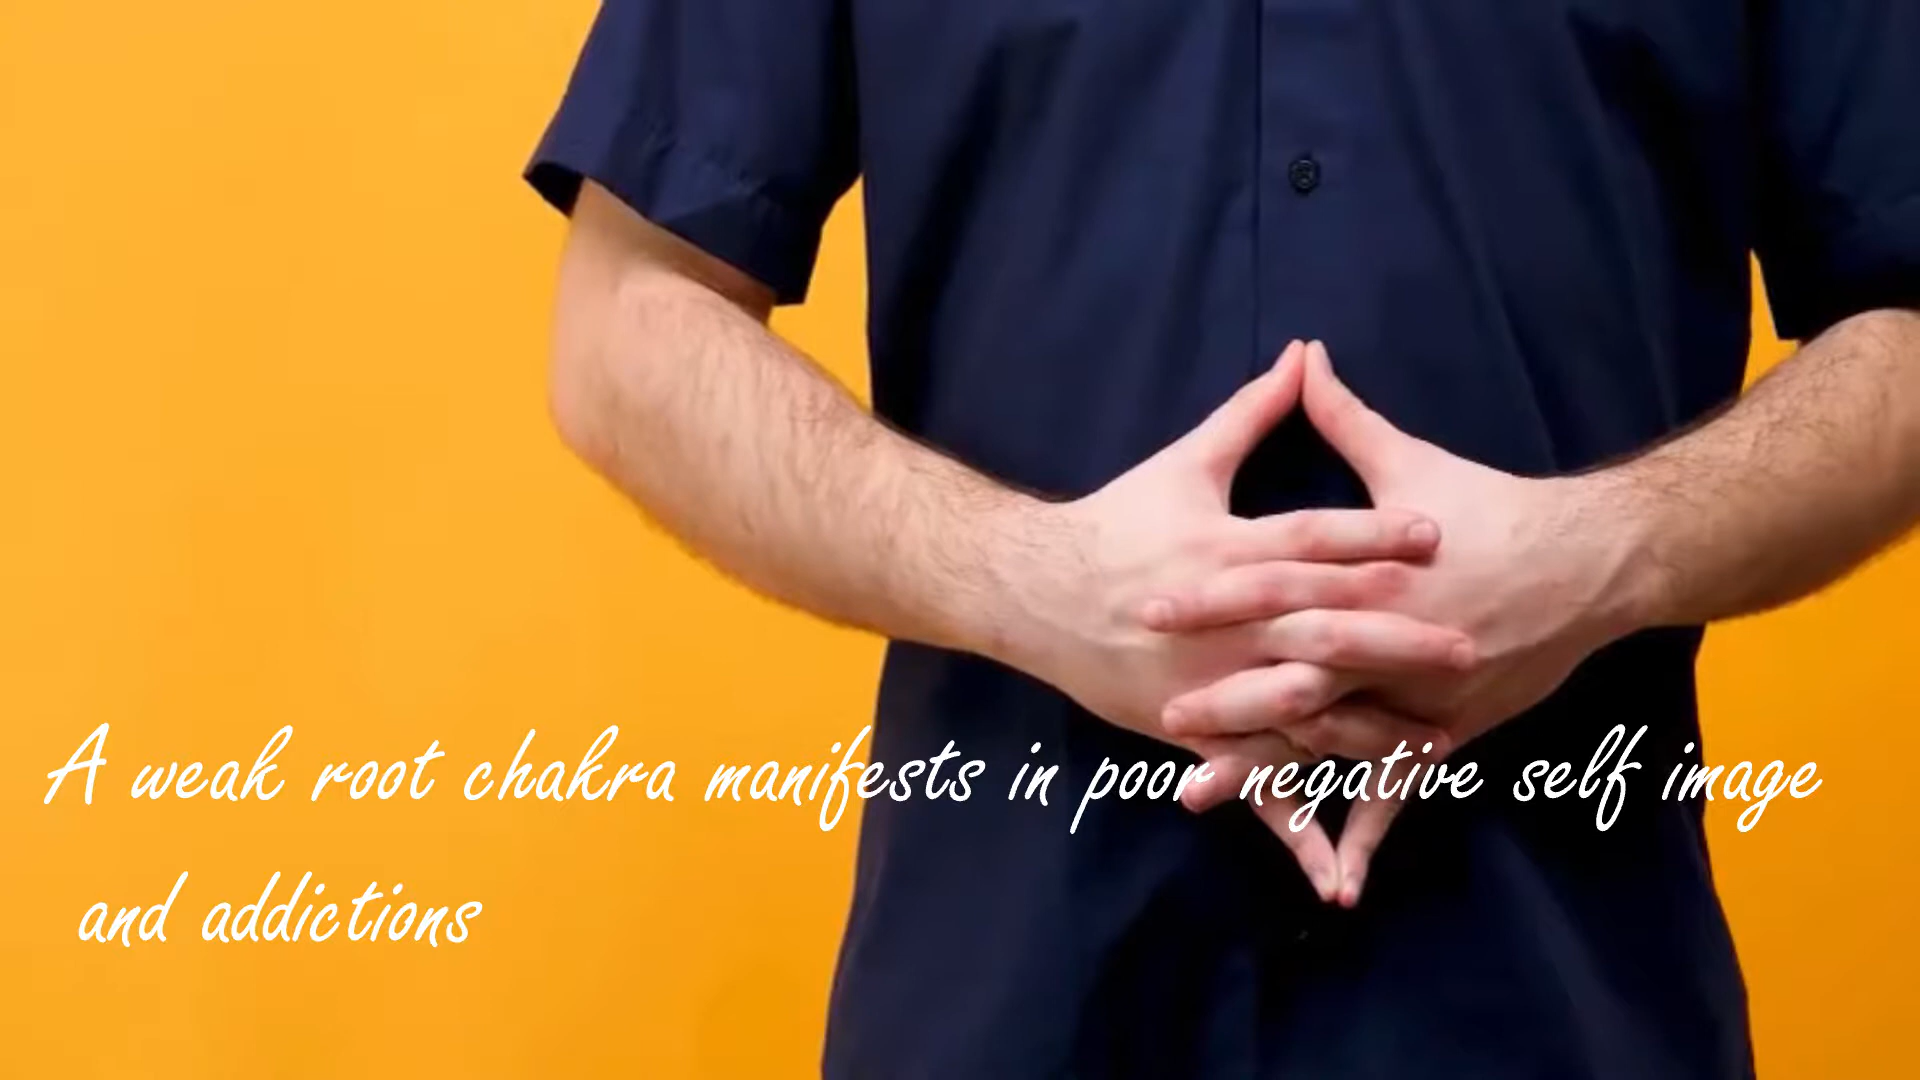 A weak root chakra manifests in poor negative self image
and addictions